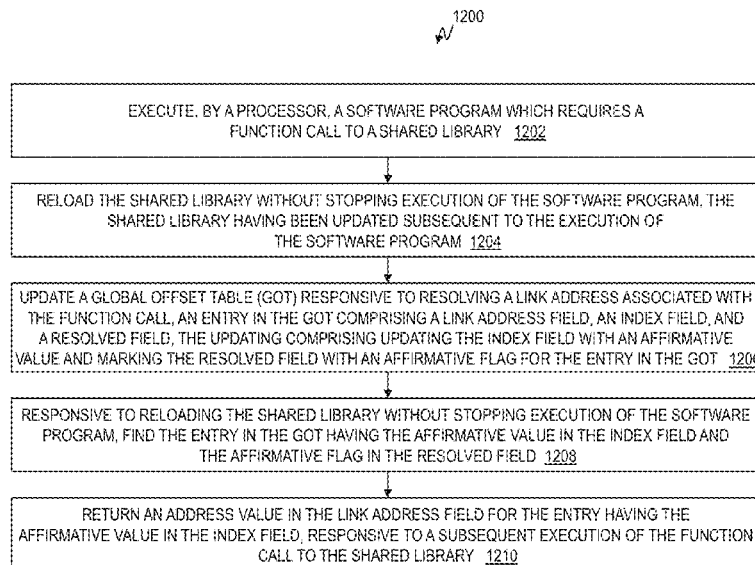 1200
EXECUTE, BY A PROCESSOR, A SOFTWARE PROGRAM WHICH REQUIRES A
FUNCTION CALL TO A SHARED LIBRARY 1202
RELOAD THE SHARED LIBRARY WITHOUT STOPPING EXECUTION OF THE SOFTWARE PROGRAM, THE
SHARED LIBRARY HAVING BEEN UPDATED SUBSEQUENT TO THE EXECUTION OF
THE SOFTWARE PROGRAM 1204
UPDATE A GLOBAL OFFSET TABLE (GOT) RESPONSIVE TO RESOLVING A LINK ADDRESS ASSOCIATED WITH
THE FUNCTION CALL, AN ENTRY IN THE GOT COMPRISING A LINK ADDRESS FIELD, AN INDEX FIELD, AND
A RESOLVED FIELD, THE UPDATING COMPRISING UPDATING THE INDEX FIELD WITH AN AFFIRMATIVE
VALUE AND MARKING THE RESOLVED FIELD WITH AN AFFIRMATIVE FLAG FOR THE ENTRY IN THE GOT 1206
RESPONSIVE TO RELOADING THE SHARED LIBRARY WITHOUT STOPPING EXECUTION OF THE SOFTWARE
PROGRAM, FIND THE ENTRY IN THE GOT HAVING THE AFFIRMATIVE VALUE IN THE INDEX FIELD AND
THE AFFIRMATIVE FLAG IN THE RESOLVED FIELD 1208
RETURN AN ADDRESS VALUE IN THE LINK ADDRESS FIELD FOR THE ENTRY HAVING THE
AFFIRMATIVE VALUE IN THE INDEX FIELD, RESPONSIVE TO A SUBSEQUENT EXECUTION OF THE FUNCTION
CALL TO THE SHARED LIBRARY 1210